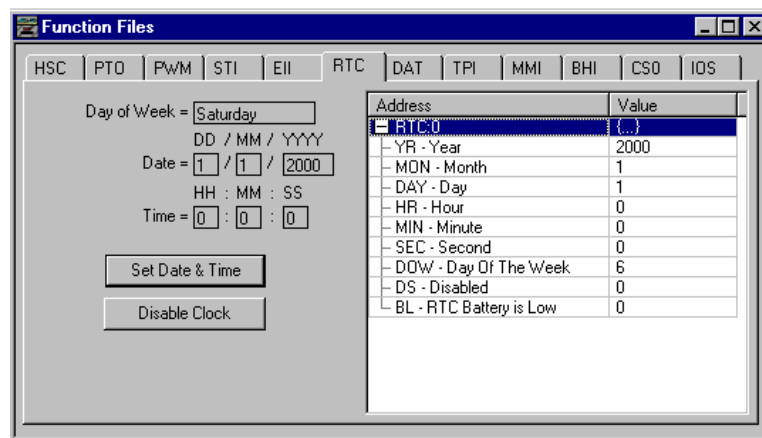 Function Files
HSC PTO PWM STI EII RTC DAT TPI MMI BHI CS0 IOS
Day of Week = Saturday
DD / MM / YYYY
Date = 1 / 1 / 2000
HH : MM : SS
Time = 0 : 0 : 0
Set Date & Time
Disable Clock
Address Value
RTC:0 {...}
YR - Year 2000
MON - Month 1
DAY - Day 1
HR - Hour 0
MIN - Minute 0
SEC - Second 0
DOW - Day Of The Week 6
DS - Disabled 0
BL - RTC Battery is Low 0